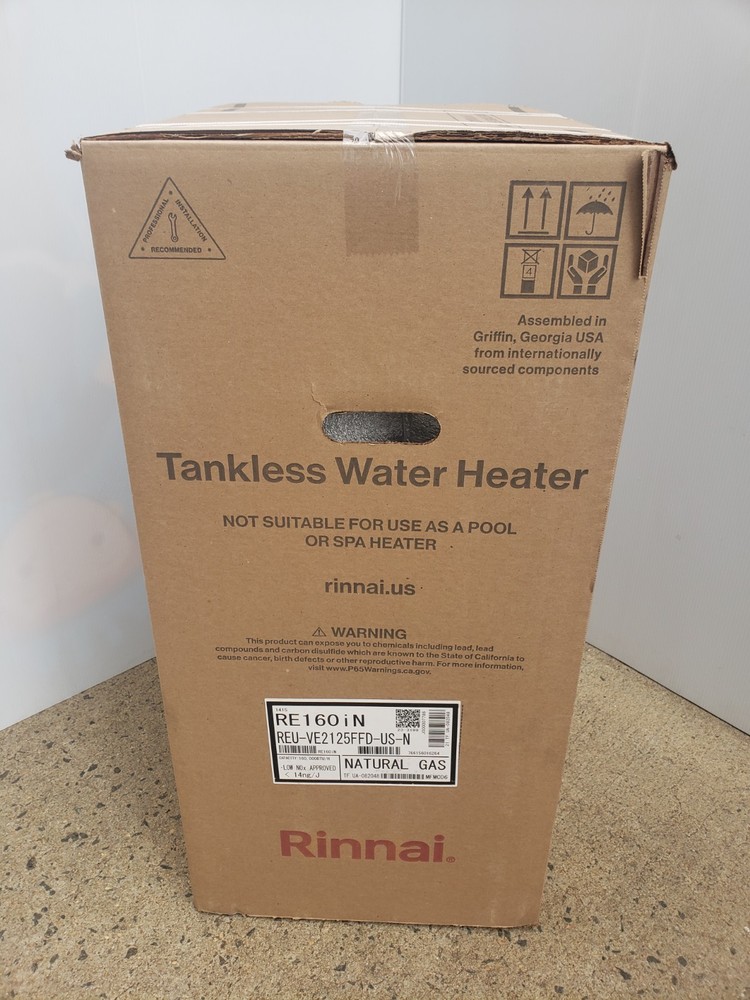 PROFESSIONAL INSTALLATION
RECOMMENDED
4
Assembled in
Griffin, Georgia USA
from internationally
sourced components
Tankless Water Heater
NOT SUITABLE FOR USE AS A POOL
OR SPA HEATER
rinnai.us
⚠ WARNING
This product can expose you to chemicals including lead, lead
compounds and carbon disulfide which are known to the State of California to
cause cancer, birth defects or other reproductive harm. For more information,
visit www.P65Warnings.ca.gov.
RE160iN
REU-VE2125FFD-US-N
RE160iN
LOW NOx APPROVED
< 14ng/J
NATURAL GAS
Rinnai®